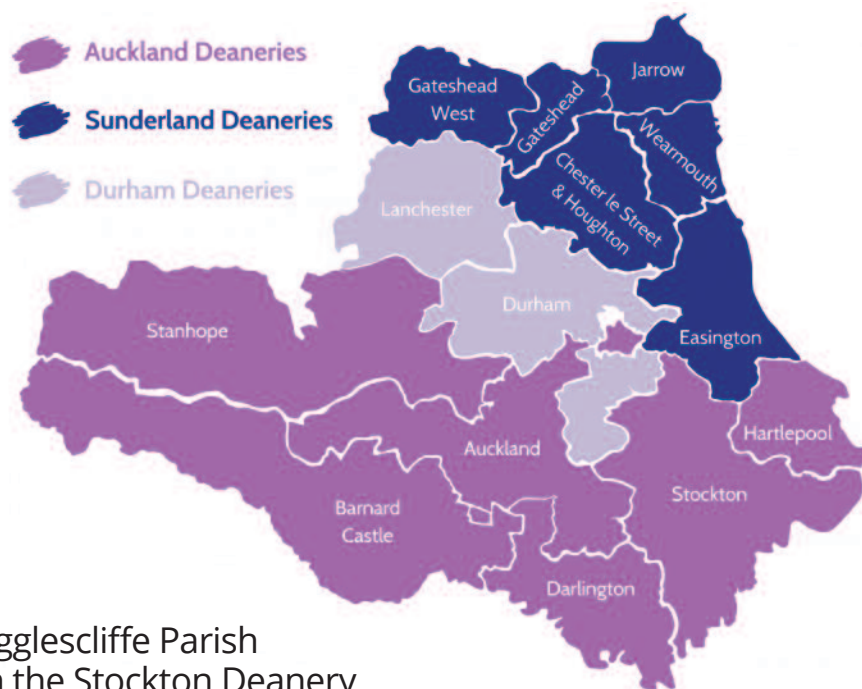 Auckland Deaneries
Sunderland Deaneries
Durham Deaneries
Gateshead
West
Gateshead
Jarrow
Wearmouth
Chester le Street
& Houghton
Lanchester
Durham
Easington
Stanhope
Auckland
Hartlepool
Stockton
Barnard
Castle
Darlington
gglescliffe Parish
the Stockton Deanery